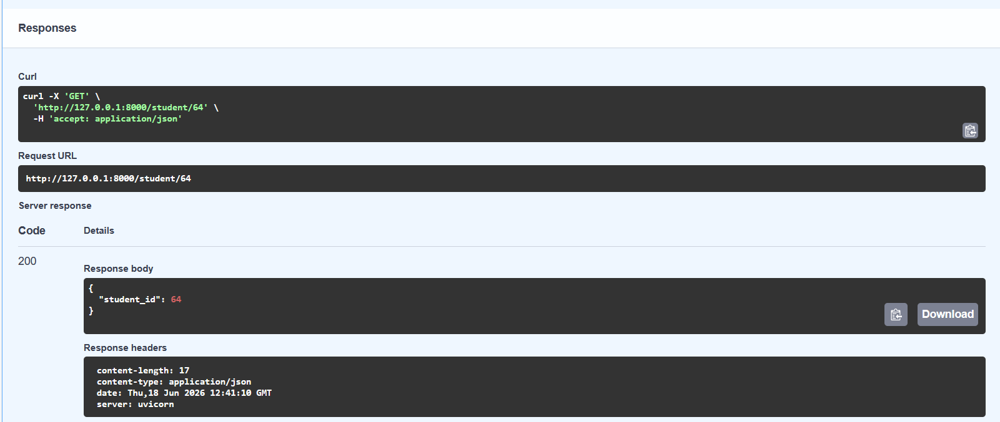 Responses
Curl
curl -X 'GET' \
  'http://127.0.0.1:8000/student/64' \
  -H 'accept: application/json'
Request URL
http://127.0.0.1:8000/student/64
Server response
Code Details
200
Response body
{
  "student_id": 64
}
Download
Response headers
content-length: 17
content-type: application/json
date: Thu,18 Jun 2026 12:41:10 GMT
server: uvicorn